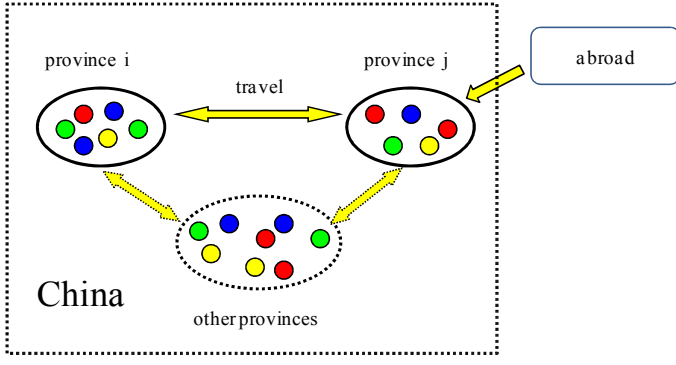 province i
province j
abroad
travel
China
other provinces